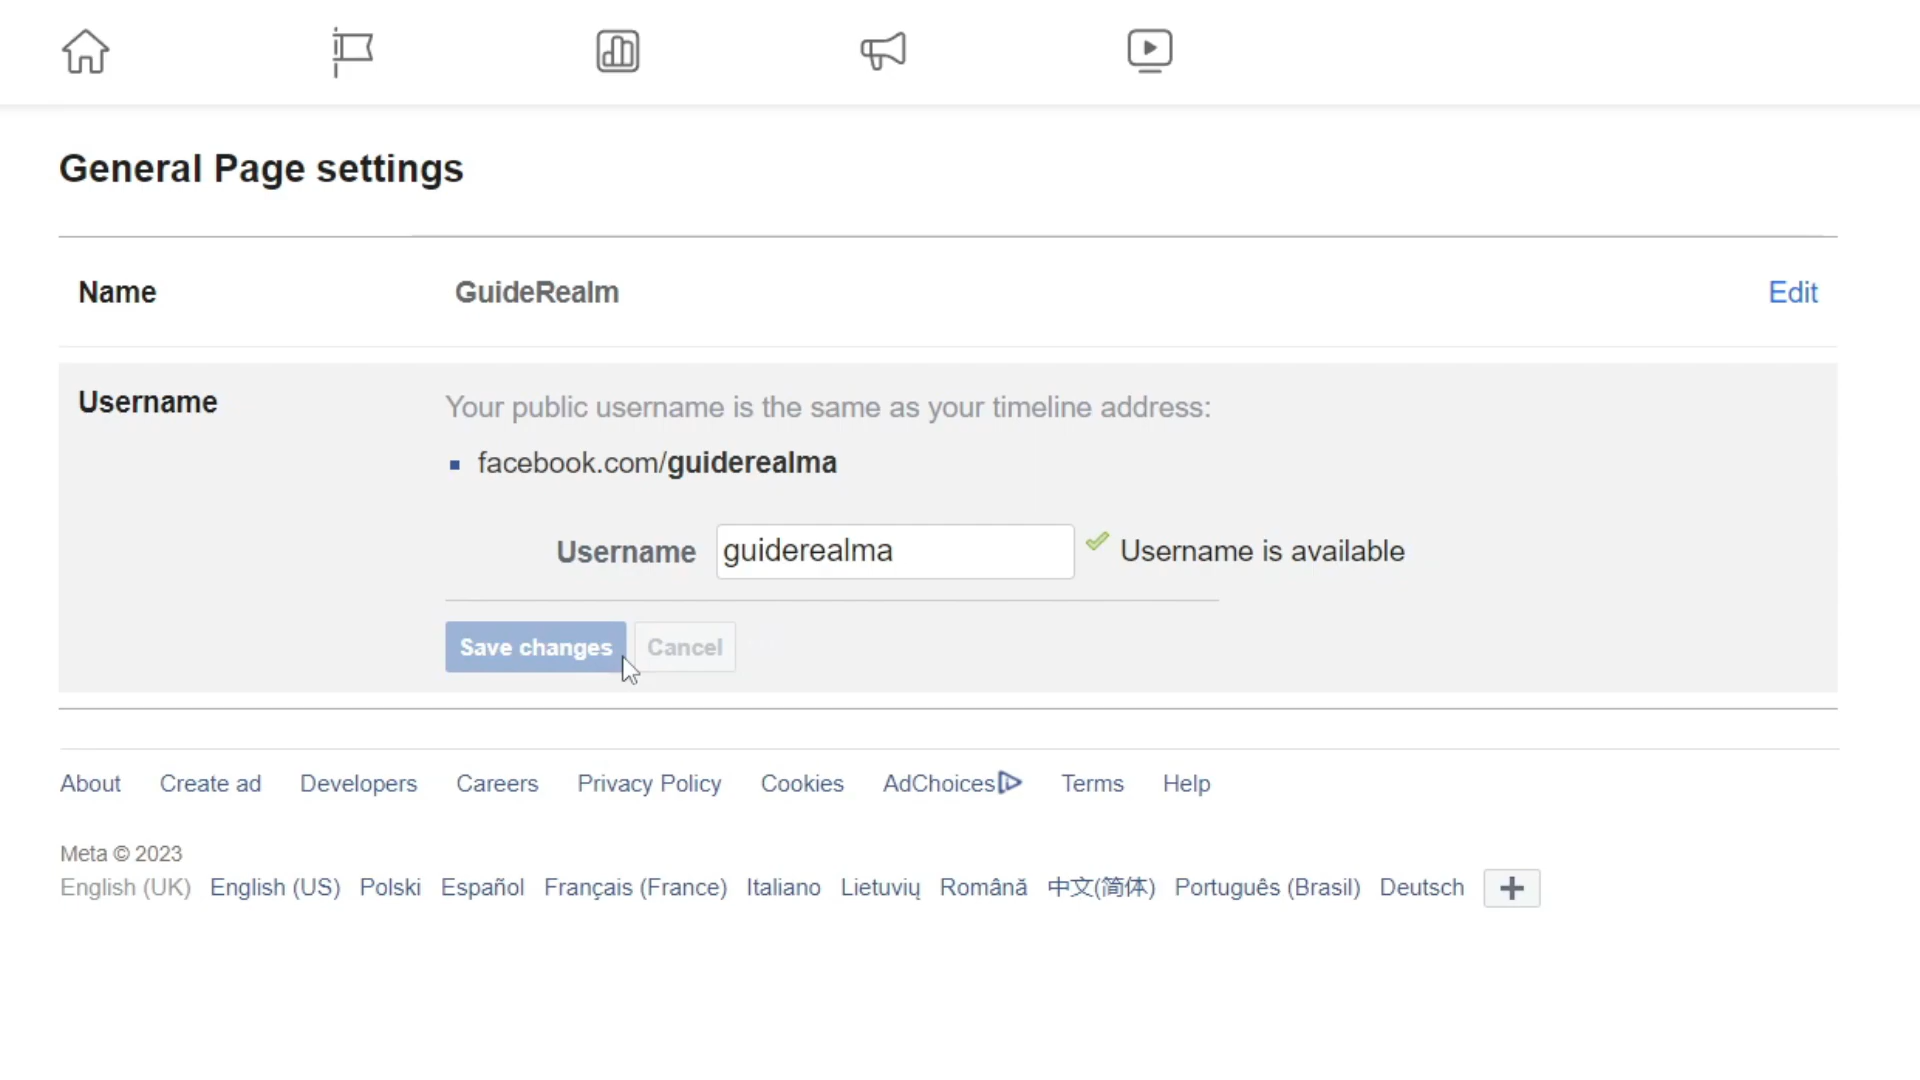 General Page settings
Name GuideRealm Edit
Username Your public username is the same as your timeline address:
facebook.com/guiderealma
Username guiderealma Username is available
Save changes Cancel
About Create ad Developers Careers Privacy Policy Cookies AdChoices Terms Help
Meta © 2023
English (UK) English (US) Polski Español Français (France) Italiano Lietuvių Română 中文(简体) Português (Brasil) Deutsch +